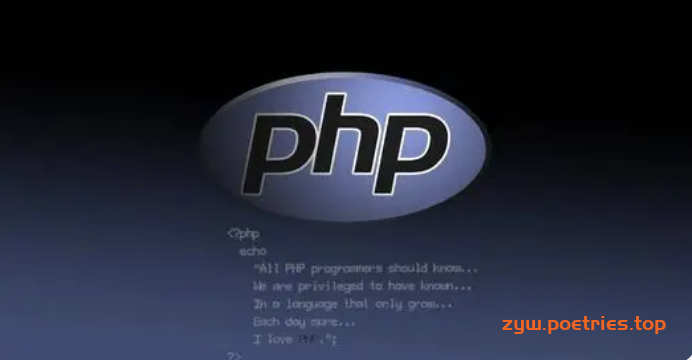 php
<?php
echo
"All PHP programmers should know...
We are privileged to have known...
In a language that only grow...
Each day more...
I love PHP.";
?>
zyw.poetries.top